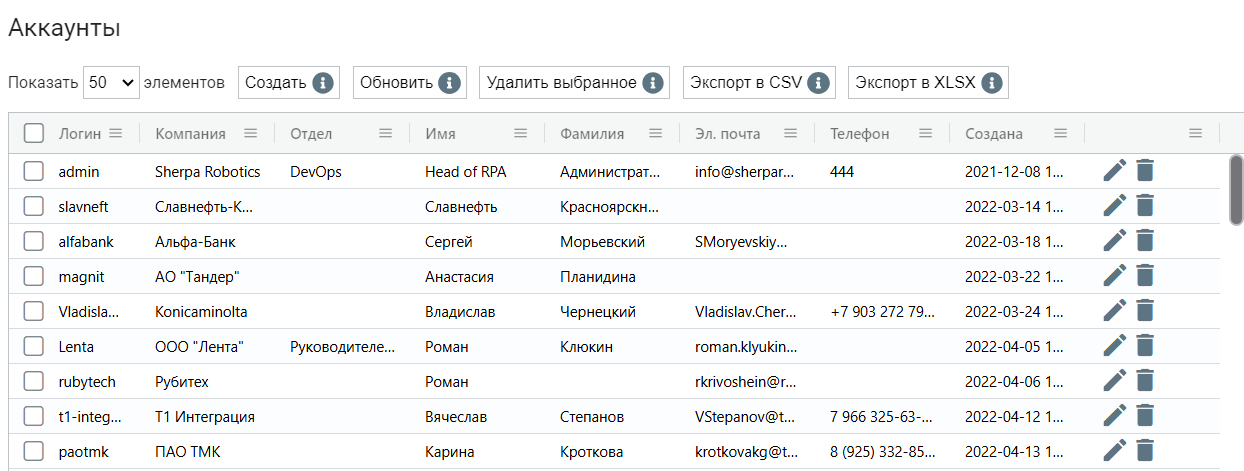 Аккаунты
Показать 50 элементов Создать Обновить Удалить выбранное Экспорт в CSV Экспорт в XLSX
Логин Компания Отдел Имя Фамилия Эл. почта Телефон Создана
admin Sherpa Robotics DevOps Head of RPA Администрат... info@sherpar... 444 2021-12-08 1...
slavneft Славнефть-К... Славнефть Красноярскн... 2022-03-14 1...
alfabank Альфа-Банк Сергей Морьевский SMoryevskiy... 2022-03-18 1...
magnit АО "Тандер" Анастасия Планидина 2022-03-22 1...
Vladisla... Konicaminolta Владислав Чернецкий Vladislav.Cher... +7 903 272 79... 2022-03-24 1...
Lenta ООО "Лента" Руководителе... Роман Клюкин roman.klyukin... 2022-04-05 1...
rubytech Рубитех Роман rkrivoshein@r... 2022-04-06 1...
t1-integ... Т1 Интеграция Вячеслав Степанов VStepanov@t... 7 966 325-63-... 2022-04-12 1...
paotmk ПАО ТМК Карина Кроткова krotkovakg@t... 8 (925) 332-85... 2022-04-13 1...